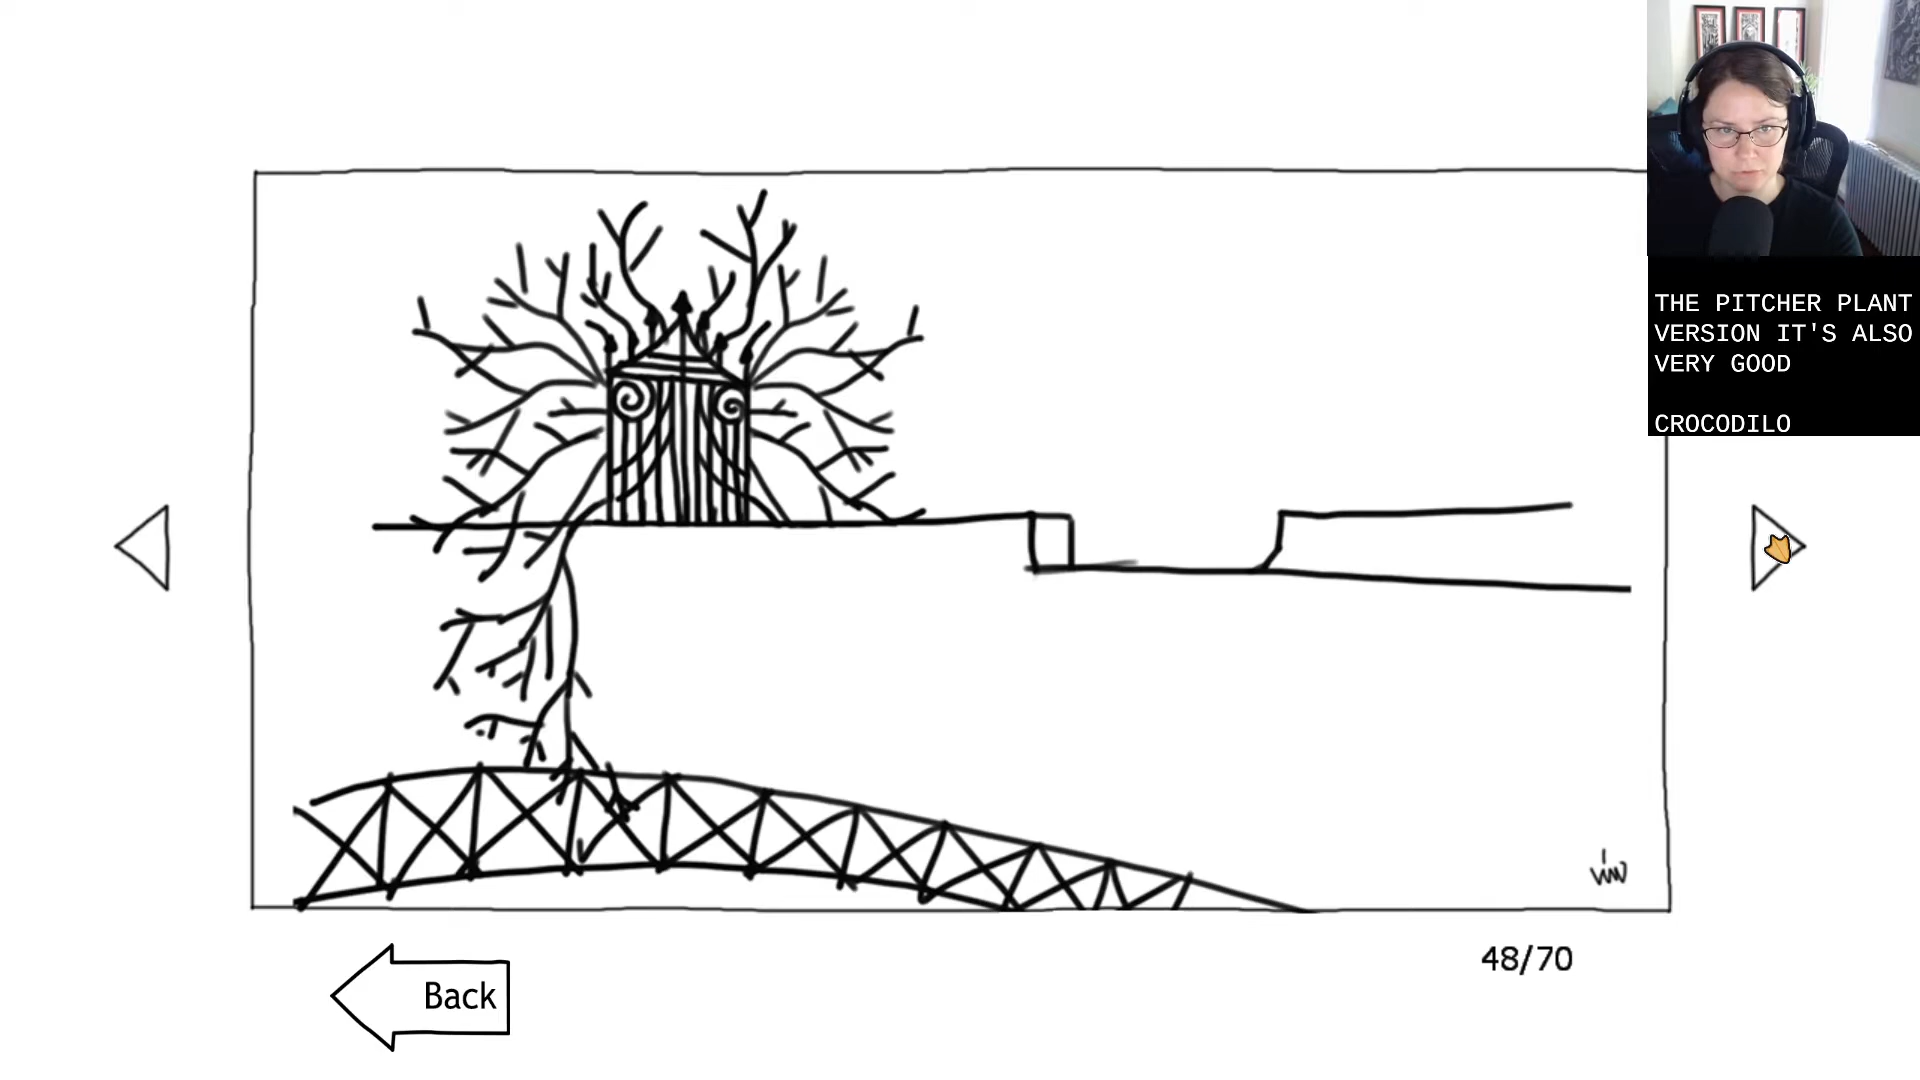 THE PITCHER PLANT
VERSION IT'S ALSO
VERY GOOD
CROCODILO
48/70
Back